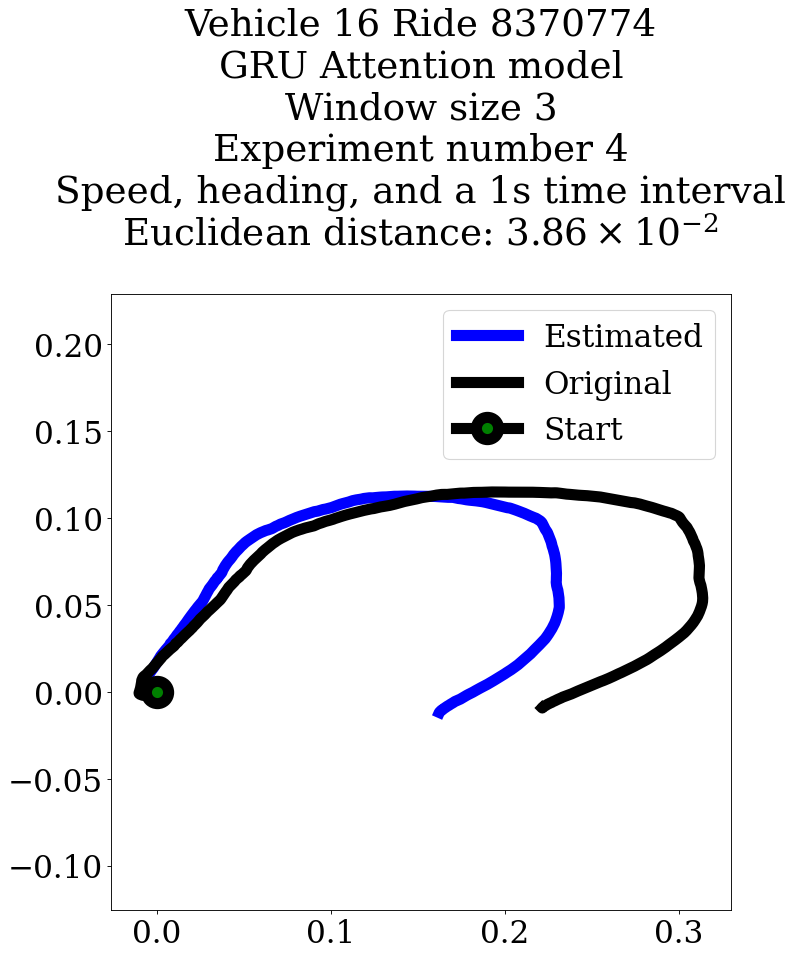 Vehicle 16 Ride 8370774
GRU Attention model
Window size 3
Experiment number 4
Speed, heading, and a 1s time interval
Euclidean distance: 3.86 × 10⁻²
Estimated
Original
Start
0.20
0.15
0.10
0.05
0.00
−0.05
−0.10
0.0 0.1 0.2 0.3